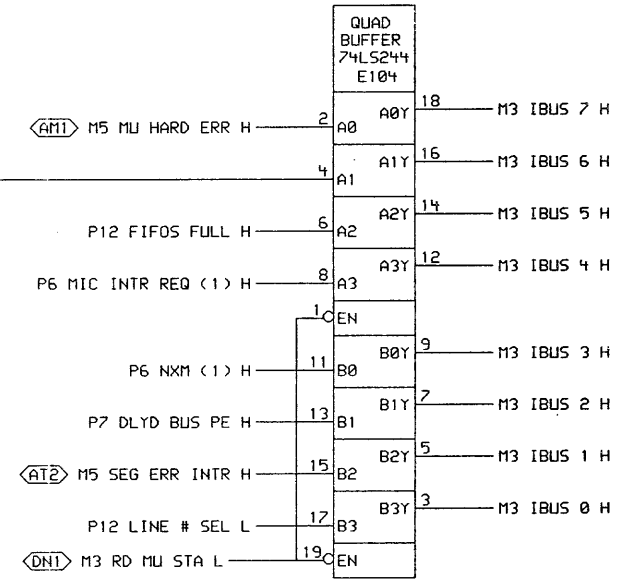 QUAD
BUFFER
74LS244
E104
AM1 M5 MU HARD ERR H 2 A0 A0Y 18 M3 IBUS 7 H
4 A1 A1Y 16 M3 IBUS 6 H
P12 FIFOS FULL H 6 A2 A2Y 14 M3 IBUS 5 H
P6 MIC INTR REQ (1) H 8 A3 A3Y 12 M3 IBUS 4 H
1 EN
P6 NXM (1) H 11 B0 B0Y 9 M3 IBUS 3 H
P7 DLYD BUS PE H 13 B1 B1Y 7 M3 IBUS 2 H
AT2 M5 SEG ERR INTR H 15 B2 B2Y 5 M3 IBUS 1 H
P12 LINE # SEL L 17 B3 B3Y 3 M3 IBUS 0 H
DN1 M3 RD MU STA L 19 EN